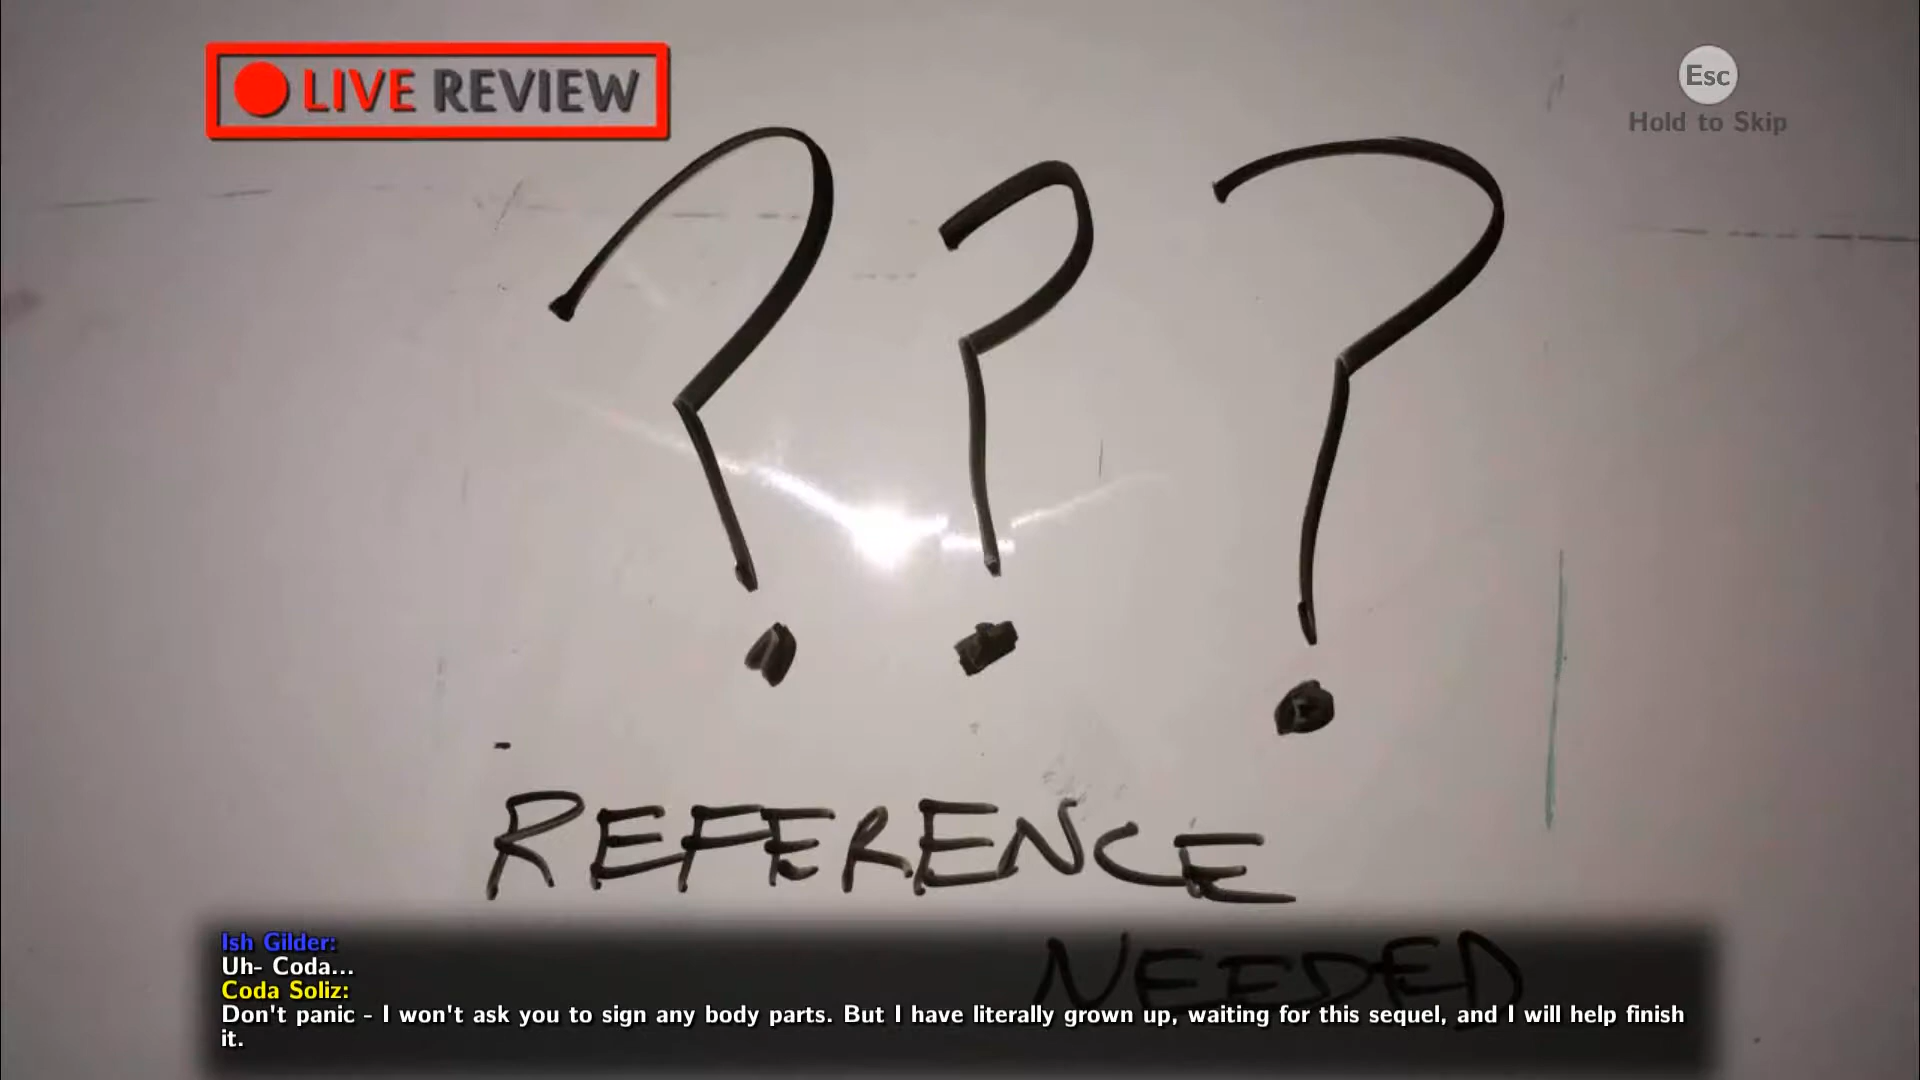 LIVE REVIEW
Esc
Hold to Skip
? ? ?
REFERENCE
NEEDED
Ish Gilder:
Uh- Coda...
Coda Soliz:
Don't panic - I won't ask you to sign any body parts. But I have literally grown up, waiting for this sequel, and I will help finish
it.